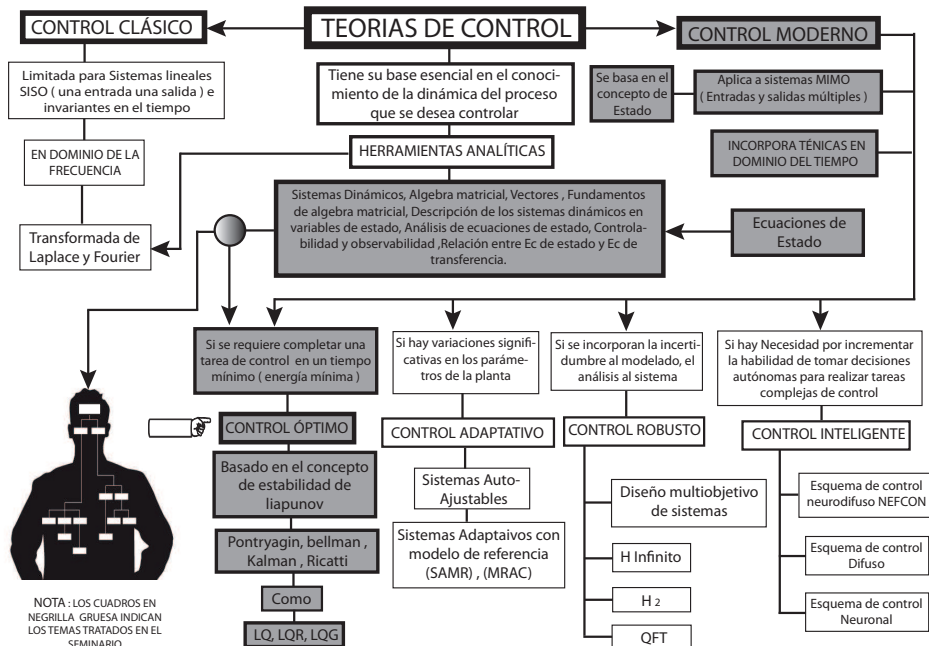 TEORIAS DE CONTROL
CONTROL CLÁSICO
Limitada para Sistemas lineales
SISO ( una entrada una salida ) e
invariantes en el tiempo
EN DOMINIO DE LA
FRECUENCIA
Transformada de
Laplace y Fourier
Tiene su base esencial en el conoci-
miento de la dinámica del proceso
que se desea controlar
HERRAMIENTAS ANALÍTICAS
Sistemas Dinámicos, Algebra matricial, Vectores , Fundamentos
de algebra matricial, Descripción de los sistemas dinámicos en
variables de estado, Análisis de ecuaciones de estado, Controla-
bilidad y observabilidad ,Relación entre Ec de estado y Ec de
transferencia.
CONTROL MODERNO
Se basa en el
concepto de
Estado
Aplica a sistemas MIMO
( Entradas y salidas múltiples )
INCORPORA TÉNICAS EN
DOMINIO DEL TIEMPO
Ecuaciones de
Estado
Si se requiere completar una
tarea de control en un tiempo
mínimo ( energía mínima )
CONTROL ÓPTIMO
Basado en el concepto
de estabilidad de
liapunov
Pontryagin, bellman ,
Kalman , Ricatti
Como
LQ, LQR, LQG
Si hay variaciones signifi-
cativas en los paráme-
tros de la planta
CONTROL ADAPTATIVO
Sistemas Auto-
Ajustables
Sistemas Adaptaivos con
modelo de referencia
(SAMR) , (MRAC)
Si se incorporan la incerti-
dumbre al modelado, el
análisis al sistema
CONTROL ROBUSTO
Diseño multiobjetivo
de sistemas
H Infinito
H 2
QFT
Si hay Necesidad por incrementar
la habilidad de tomar decisiones
autónomas para realizar tareas
complejas de control
CONTROL INTELIGENTE
Esquema de control
neurodifuso NEFCON
Esquema de control
Difuso
Esquema de control
Neuronal
NOTA : LOS CUADROS EN
NEGRILLA GRUESA INDICAN
LOS TEMAS TRATADOS EN EL
SEMINARIO